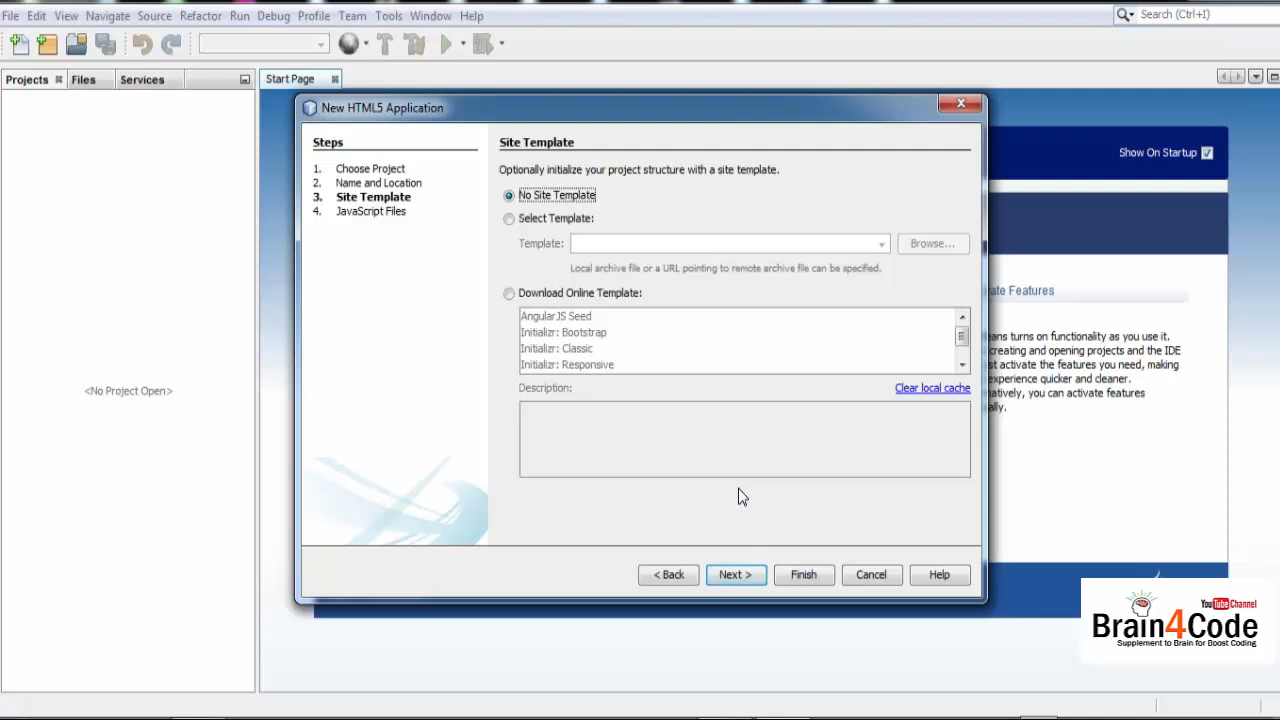 File Edit View Navigate Source Refactor Run Debug Profile Team Tools Window Help
Search (Ctrl+I)
Projects Files Services
Start Page
New HTML5 Application
Show On Startup
Steps
1. Choose Project
2. Name and Location
3. Site Template
4. JavaScript Files
Site Template
Optionally initialize your project structure with a site template.
No Site Template
Select Template:
Template:
Browse...
Local archive file or a URL pointing to remote archive file can be specified.
Download Online Template:
AngularJS Seed
Initializr: Bootstrap
Initializr: Classic
Initializr: Responsive
Description:
Clear local cache
<No Project Open>
Features
turns on functionality as you use it.
creating and opening projects and the IDE
activate the features you need, making
experience quicker and cleaner.
you can activate features
< Back
Next >
Finish
Cancel
Help
YouTube Channel
Brain4Code
Supplement to Brain for Boost Coding